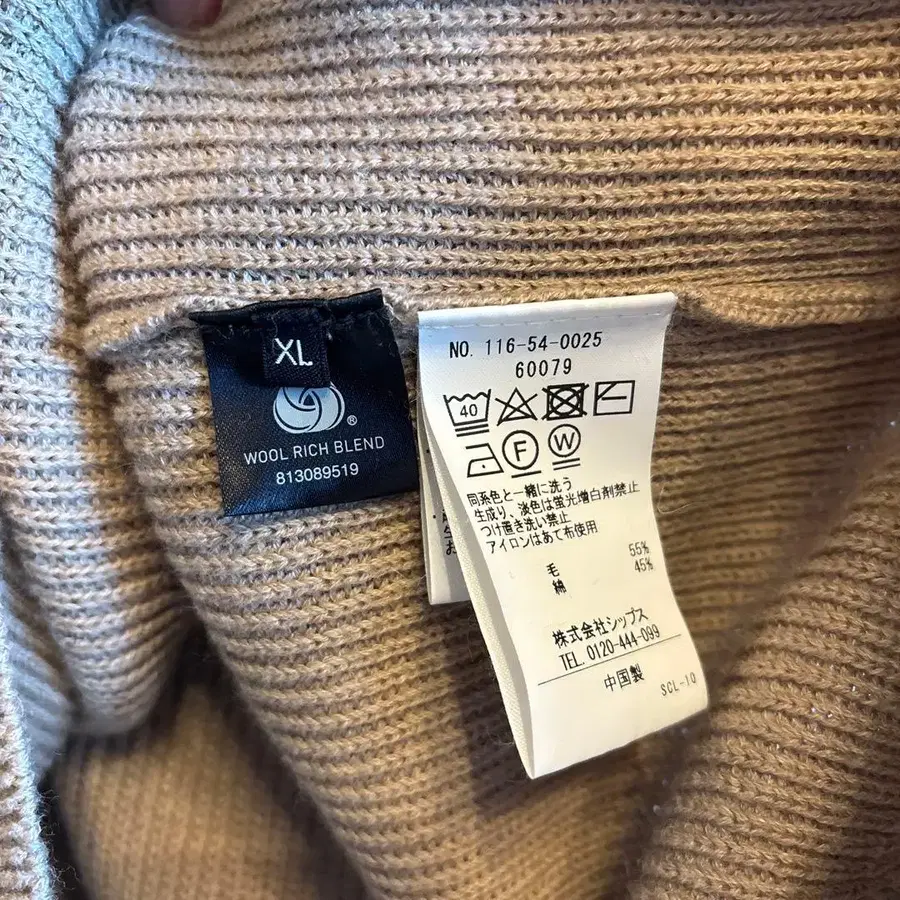 XL
®
WOOL RICH BLEND
813089519
NO. 116-54-0025
60079
40
F W
同系色と一緒に洗う
生成り、淡色は蛍光増白剤禁止
つけ置き洗い禁止
アイロンはあて布使用
毛 55%
綿 45%
株式会社シップス
TEL. 0120-444-099
中国製
SCL-10